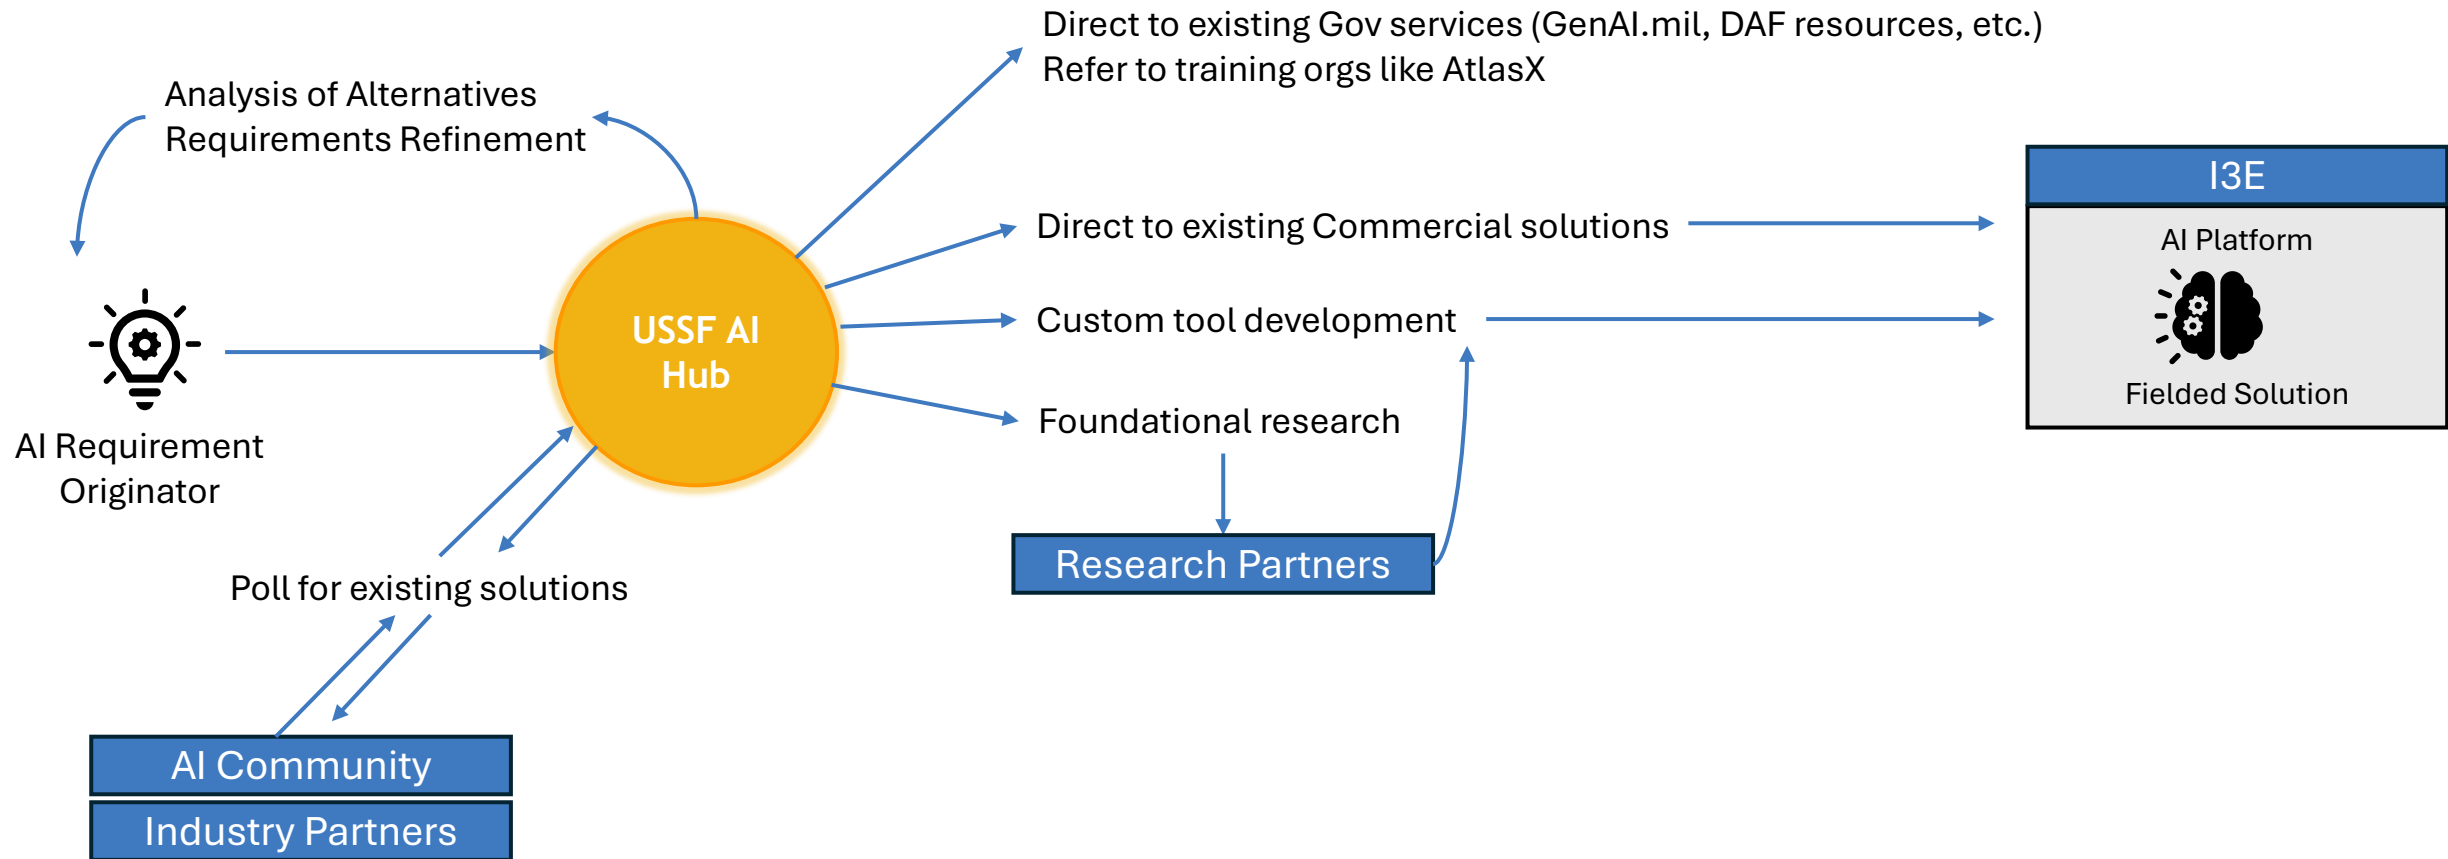 Direct to existing Gov services (GenAI.mil, DAF resources, etc.)
Refer to training orgs like AtlasX
Analysis of Alternatives
Requirements Refinement
I3E
Direct to existing Commercial solutions
AI Platform
USSF AI
Hub
Custom tool development
Fielded Solution
Foundational research
AI Requirement
Originator
Research Partners
Poll for existing solutions
AI Community
Industry Partners